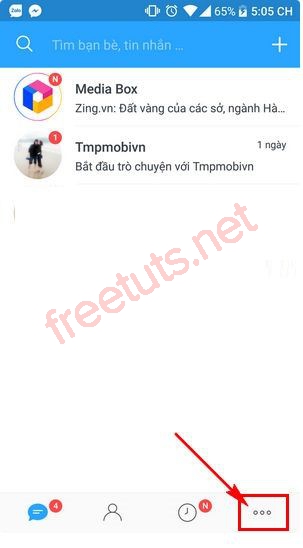 Zalo 65% 5:05 CH
Tìm bạn bè, tin nhắn ...
N
Media Box
Zing.vn: Đất vàng của các sở, ngành Hà...
1
Tmpmobivn
1 ngày
Bắt đầu trò chuyện với Tmpmobivn
freetuts.net
4
N